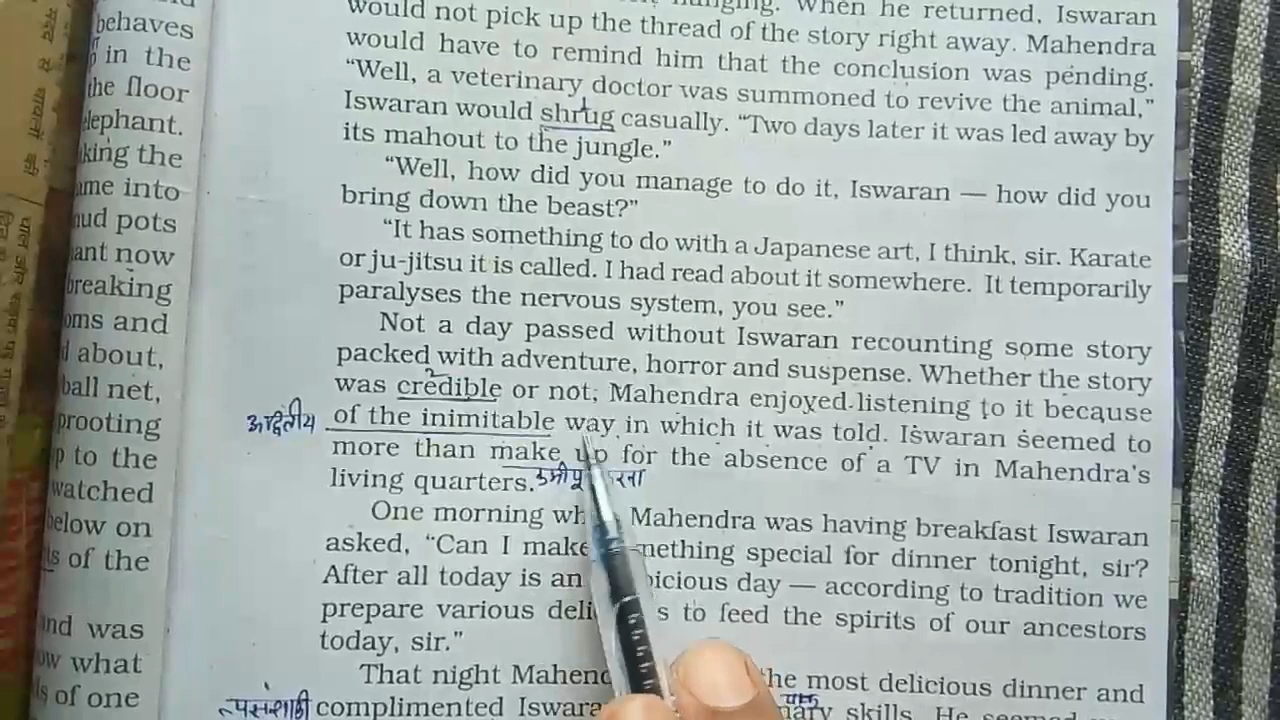 behaves
in the
the floor
elephant.
king the
ame into
ud pots
ant now
breaking
oms and
about,
ball net,
prooting
to the
watched
below on
of the
and was
ow what
of one
hanging. When he returned, Iswaran
would not pick up the thread of the story right away. Mahendra
would have to remind him that the conclusion was pending.
“Well, a veterinary doctor was summoned to revive the animal,”
Iswaran would shrug casually. “Two days later it was led away by
its mahout to the jungle.”
“Well, how did you manage to do it, Iswaran — how did you
bring down the beast?”
“It has something to do with a Japanese art, I think, sir. Karate
or ju-jitsu it is called. I had read about it somewhere. It temporarily
paralyses the nervous system, you see.”
Not a day passed without Iswaran recounting some story
packed with adventure, horror and suspense. Whether the story
was credible or not; Mahendra enjoyed listening to it because
अद्वितीय of the inimitable way in which it was told. Iswaran seemed to
more than make up for the absence of a TV in Mahendra’s
living quarters.
One morning Mahendra was having breakfast Iswaran
asked, “Can I make something special for dinner tonight, sir?
After all today is an icious day — according to tradition we
prepare various deli s to feed the spirits of our ancestors
today, sir.”
That night Mahend the most delicious dinner and
complimented Iswara skills. He seemed